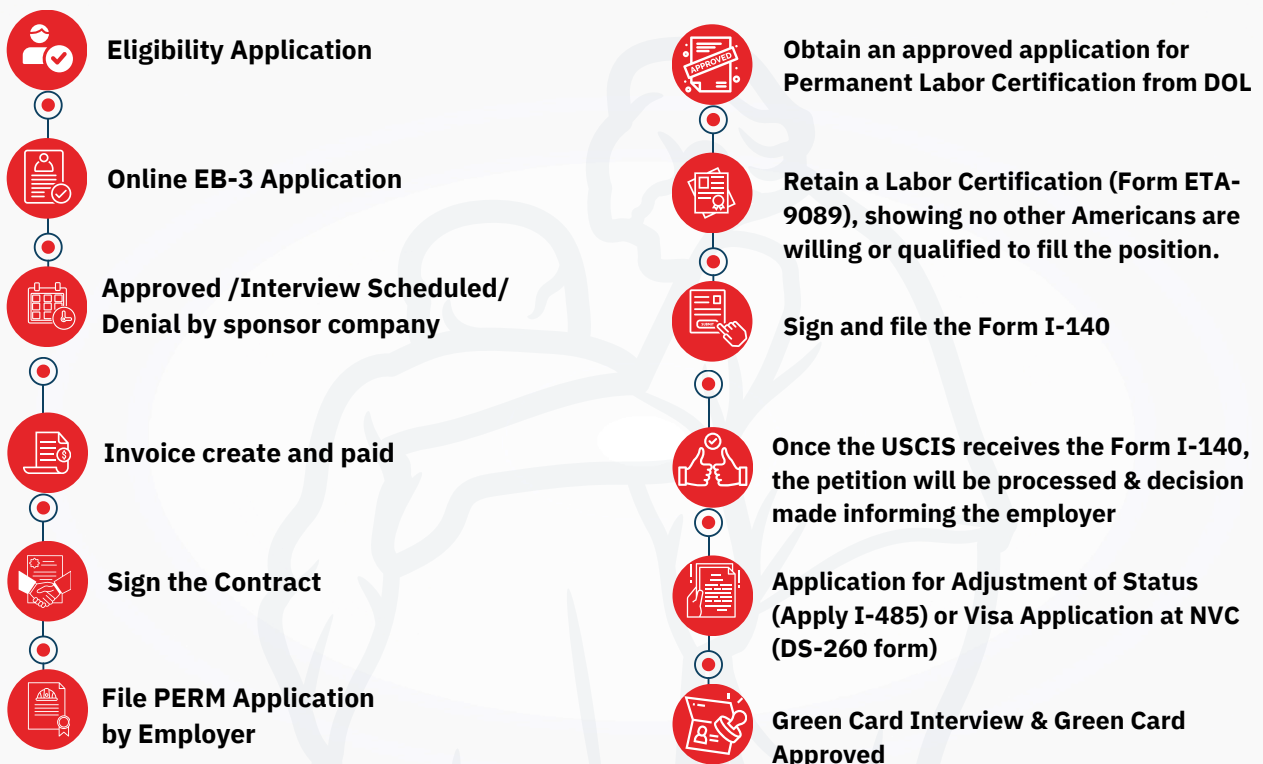 Eligibility Application
Online EB-3 Application
Approved /Interview Scheduled/
Denial by sponsor company
Invoice create and paid
Sign the Contract
File PERM Application
by Employer
APPROVED
Obtain an approved application for
Permanent Labor Certification from DOL
Retain a Labor Certification (Form ETA-
9089), showing no other Americans are
willing or qualified to fill the position.
SUBMIT
Sign and file the Form I-140
Once the USCIS receives the Form I-140,
the petition will be processed & decision
made informing the employer
Application for Adjustment of Status
(Apply I-485) or Visa Application at NVC
(DS-260 form)
Green Card Interview & Green Card
Approved